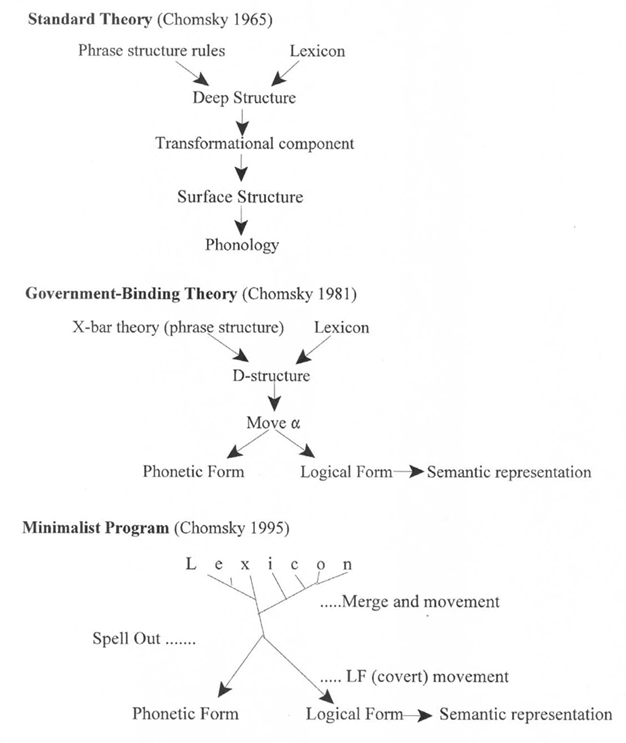 Standard Theory (Chomsky 1965)
Phrase structure rules Lexicon
Deep Structure
Transformational component
Surface Structure
Phonology
Government-Binding Theory (Chomsky 1981)
X-bar theory (phrase structure) Lexicon
D-structure
Move α
Phonetic Form Logical Form Semantic representation
Minimalist Program (Chomsky 1995)
L e x i c o n
.....Merge and movement
Spell Out .......
..... LF (covert) movement
Phonetic Form Logical Form Semantic representation